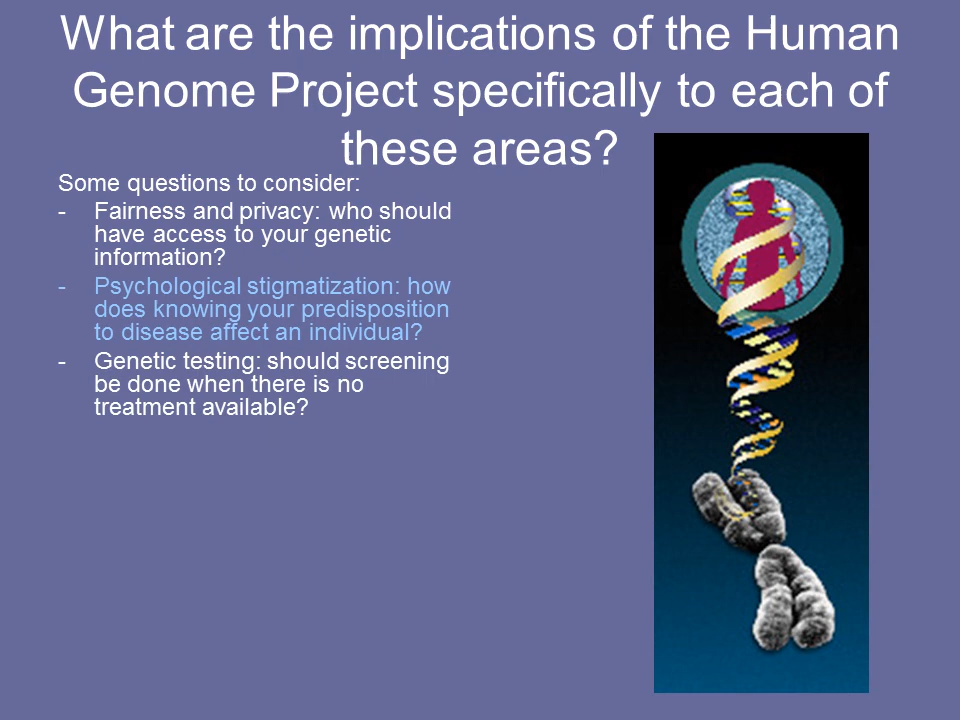 What are the implications of the Human
Genome Project specifically to each of
these areas?
Some questions to consider:
- Fairness and privacy: who should
have access to your genetic
information?
- Psychological stigmatization: how
does knowing your predisposition
to disease affect an individual?
- Genetic testing: should screening
be done when there is no
treatment available?